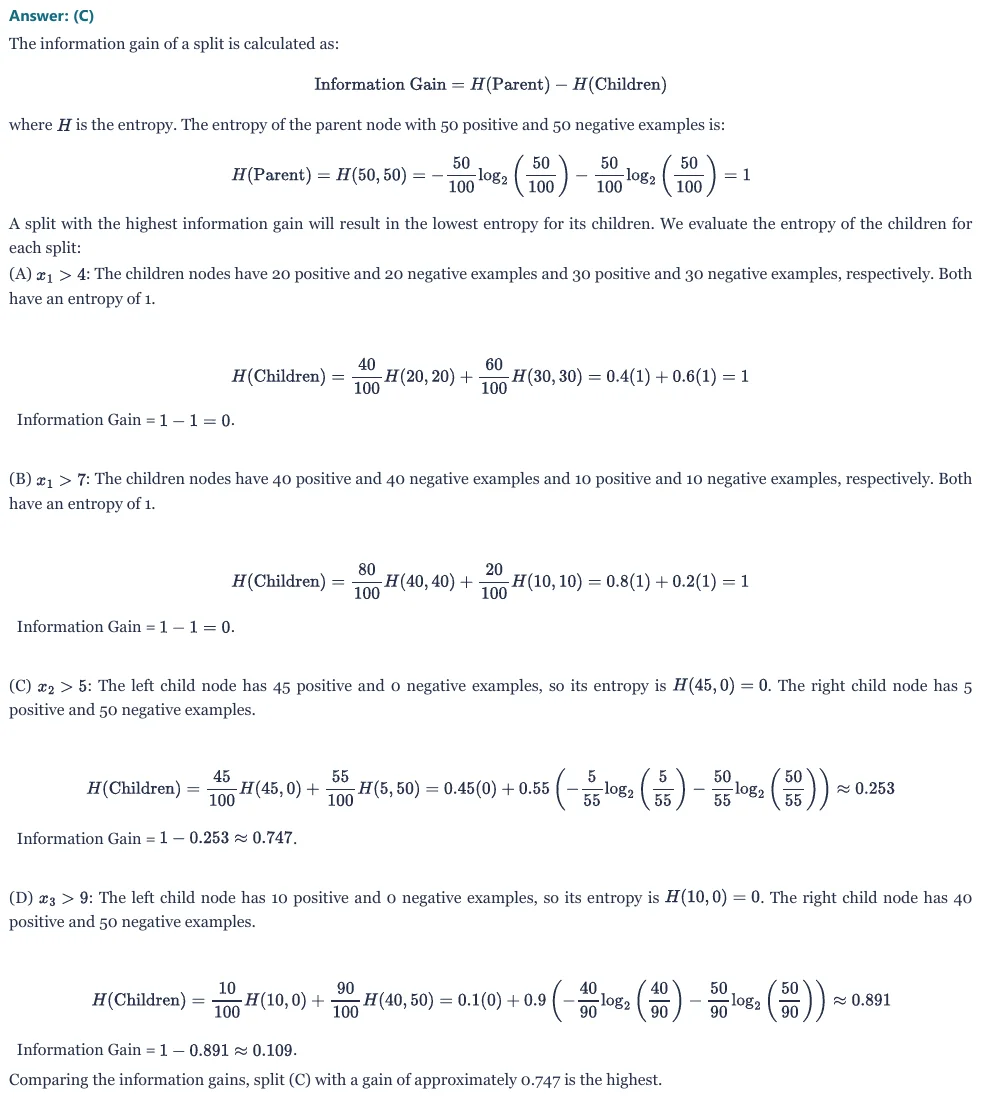 Answer: (C)
The information gain of a split is calculated as:
Information Gain = H(Parent) − H(Children)
where H is the entropy. The entropy of the parent node with 50 positive and 50 negative examples is:
H(Parent) = H(50, 50) = −50/100 log₂ (50/100) − 50/100 log₂ (50/100) = 1
A split with the highest information gain will result in the lowest entropy for its children. We evaluate the entropy of the children for
each split:
(A) x₁ > 4: The children nodes have 20 positive and 20 negative examples and 30 positive and 30 negative examples, respectively. Both
have an entropy of 1.
H(Children) = 40/100 H(20, 20) + 60/100 H(30, 30) = 0.4(1) + 0.6(1) = 1
Information Gain = 1 − 1 = 0.
(B) x₁ > 7: The children nodes have 40 positive and 40 negative examples and 10 positive and 10 negative examples, respectively. Both
have an entropy of 1.
H(Children) = 80/100 H(40, 40) + 20/100 H(10, 10) = 0.8(1) + 0.2(1) = 1
Information Gain = 1 − 1 = 0.
(C) x₂ > 5: The left child node has 45 positive and 0 negative examples, so its entropy is H(45, 0) = 0. The right child node has 5
positive and 50 negative examples.
H(Children) = 45/100 H(45, 0) + 55/100 H(5, 50) = 0.45(0) + 0.55 (−5/55 log₂ (5/55) − 50/55 log₂ (50/55)) ≈ 0.253
Information Gain = 1 − 0.253 ≈ 0.747.
(D) x₃ > 9: The left child node has 10 positive and 0 negative examples, so its entropy is H(10, 0) = 0. The right child node has 40
positive and 50 negative examples.
H(Children) = 10/100 H(10, 0) + 90/100 H(40, 50) = 0.1(0) + 0.9 (−40/90 log₂ (40/90) − 50/90 log₂ (50/90)) ≈ 0.891
Information Gain = 1 − 0.891 ≈ 0.109.
Comparing the information gains, split (C) with a gain of approximately 0.747 is the highest.